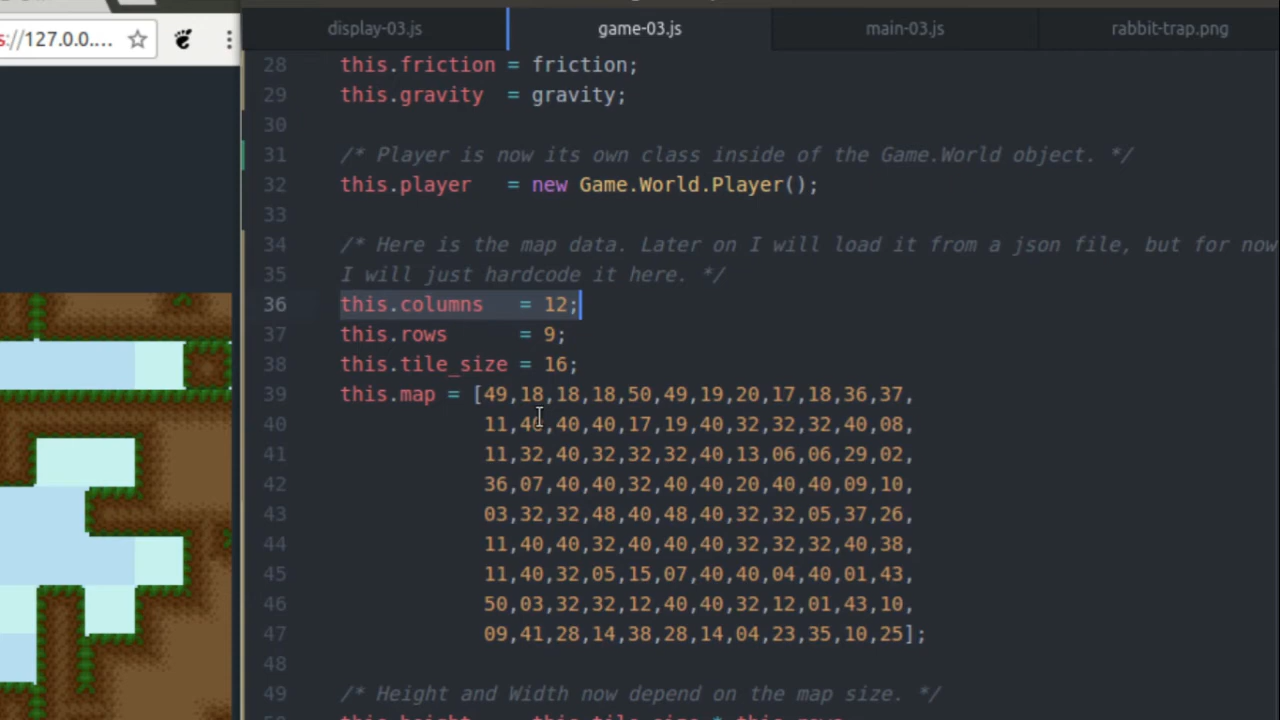 s://127.0.0....
display-03.js
game-03.js
main-03.js
rabbit-trap.png
28 this.friction = friction;
29 this.gravity  = gravity;
30
31 /* Player is now its own class inside of the Game.World object. */
32 this.player   = new Game.World.Player();
33
34 /* Here is the map data. Later on I will load it from a json file, but for now
35 I will just hardcode it here. */
36 this.columns   = 12;
37 this.rows      = 9;
38 this.tile_size = 16;
39 this.map = [49,18,18,18,50,49,19,20,17,18,36,37,
40 11,40,40,40,17,19,40,32,32,32,40,08,
41 11,32,40,32,32,32,40,13,06,06,29,02,
42 36,07,40,40,32,40,40,20,40,40,09,10,
43 03,32,32,48,40,48,40,32,32,05,37,26,
44 11,40,40,32,40,40,40,32,32,32,40,38,
45 11,40,32,05,15,07,40,40,04,40,01,43,
46 50,03,32,32,12,40,40,32,12,01,43,10,
47 09,41,28,14,38,28,14,04,23,35,10,25];
48
49 /* Height and Width now depend on the map size. */